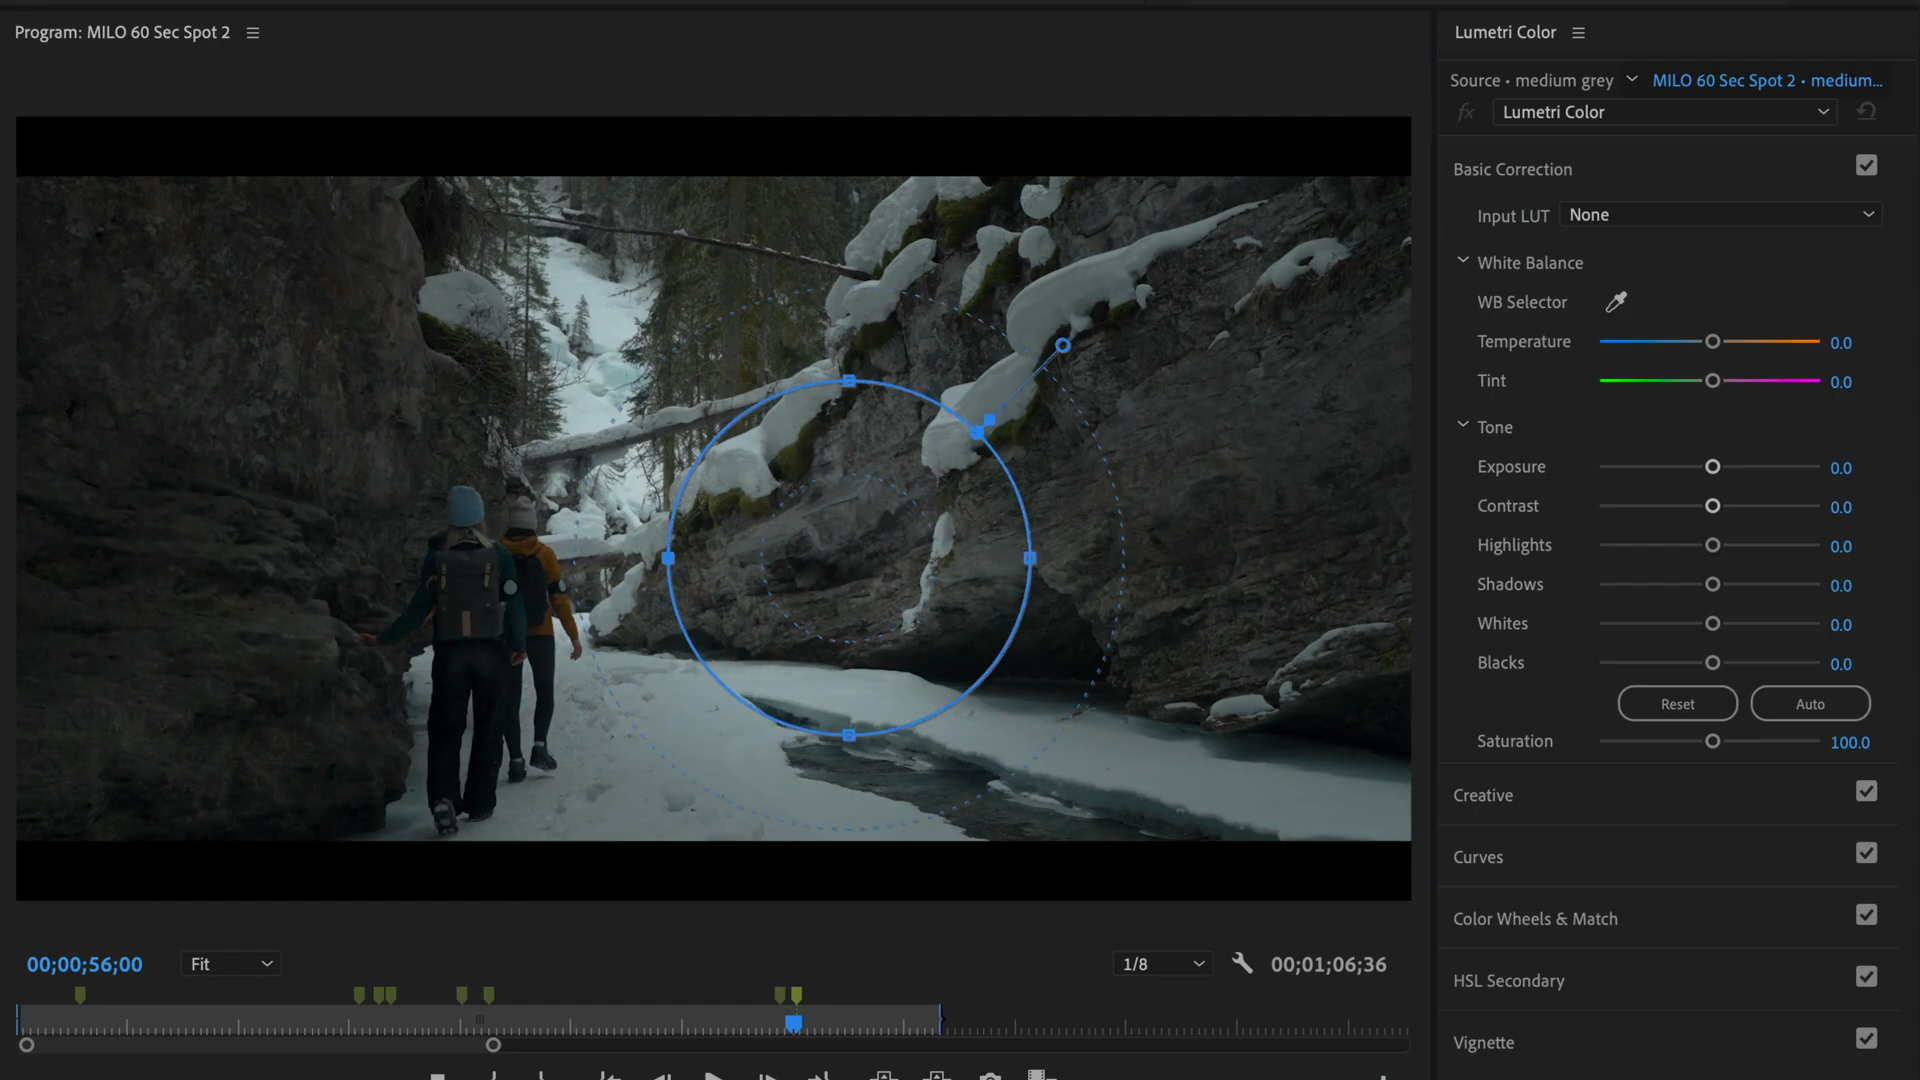 Program: MILO 60 Sec Spot 2
Lumetri Color
Source • medium grey
MILO 60 Sec Spot 2 • medium...
fx
Lumetri Color
Basic Correction
Input LUT
None
White Balance
WB Selector
Temperature
0.0
Tint
0.0
Tone
Exposure
0.0
Contrast
0.0
Highlights
0.0
Shadows
0.0
Whites
0.0
Blacks
0.0
Reset
Auto
Saturation
100.0
Creative
Curves
Color Wheels & Match
HSL Secondary
Vignette
00;00;56;00
Fit
1/8
00;01;06;36